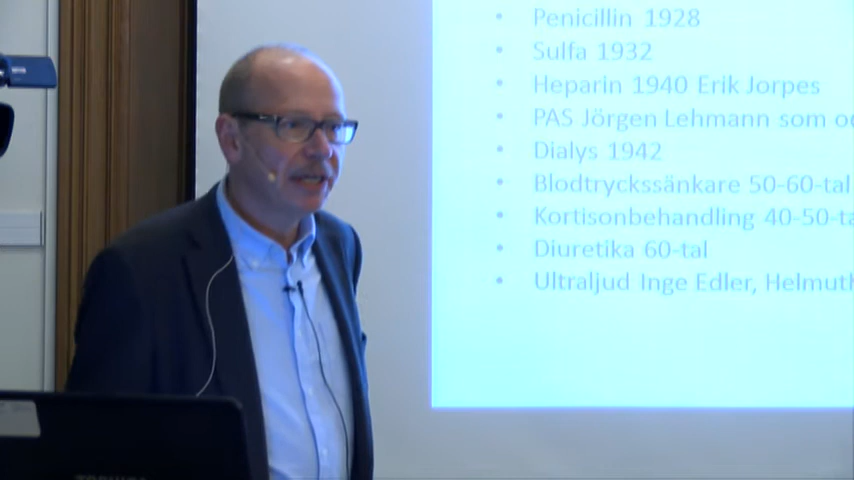 • Penicillin 1928
• Sulfa 1932
• Heparin 1940 Erik Jorpes
• PAS Jörgen Lehmann som oc
• Dialys 1942
• Blodtryckssänkare 50-60-tal
• Kortisonbehandling 40-50-ta
• Diuretika 60-tal
• Ultraljud Inge Edler, Helmuth